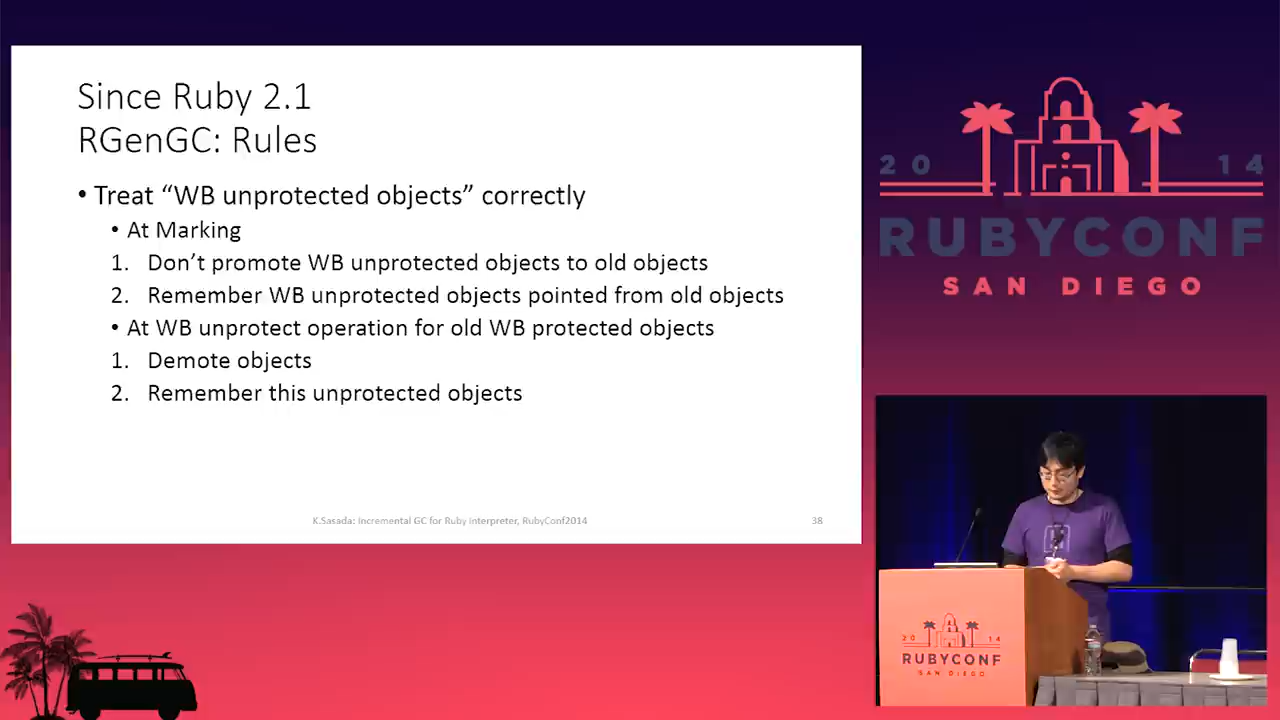 Since Ruby 2.1
RGenGC: Rules
• Treat “WB unprotected objects” correctly
• At Marking
1. Don’t promote WB unprotected objects to old objects
2. Remember WB unprotected objects pointed from old objects
• At WB unprotect operation for old WB protected objects
1. Demote objects
2. Remember this unprotected objects
K.Sasada: Incremental GC for Ruby interpreter, RubyConf2014
38
20 14
RUBYCONF
SAN DIEGO
20 14
RUBYCONF
SAN DIEGO